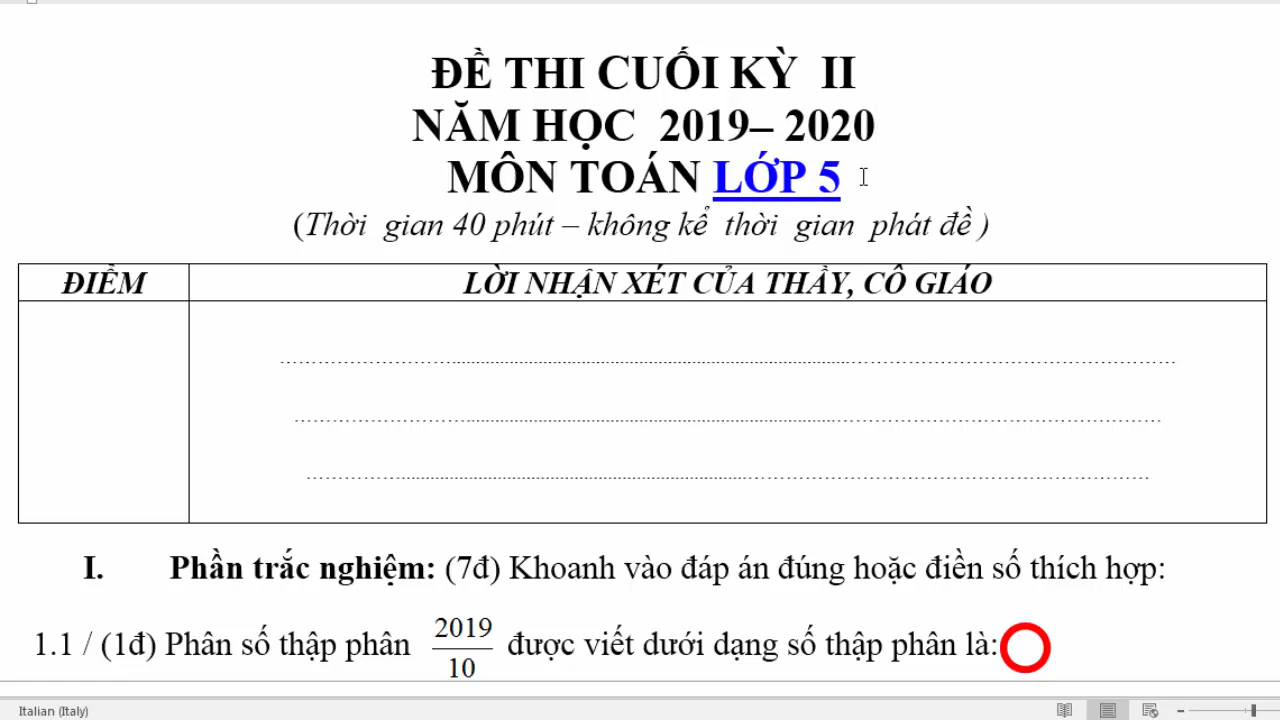 ĐỀ THI CUỐI KỲ II
NĂM HỌC 2019– 2020
MÔN TOÁN LỚP 5
(Thời gian 40 phút – không kể thời gian phát đề )
ĐIỂM LỜI NHẬN XÉT CỦA THẦY, CÔ GIÁO
I. Phần trắc nghiệm: (7đ) Khoanh vào đáp án đúng hoặc điền số thích hợp:
1.1 / (1đ) Phân số thập phân 2019/10 được viết dưới dạng số thập phân là:
Italian (Italy)